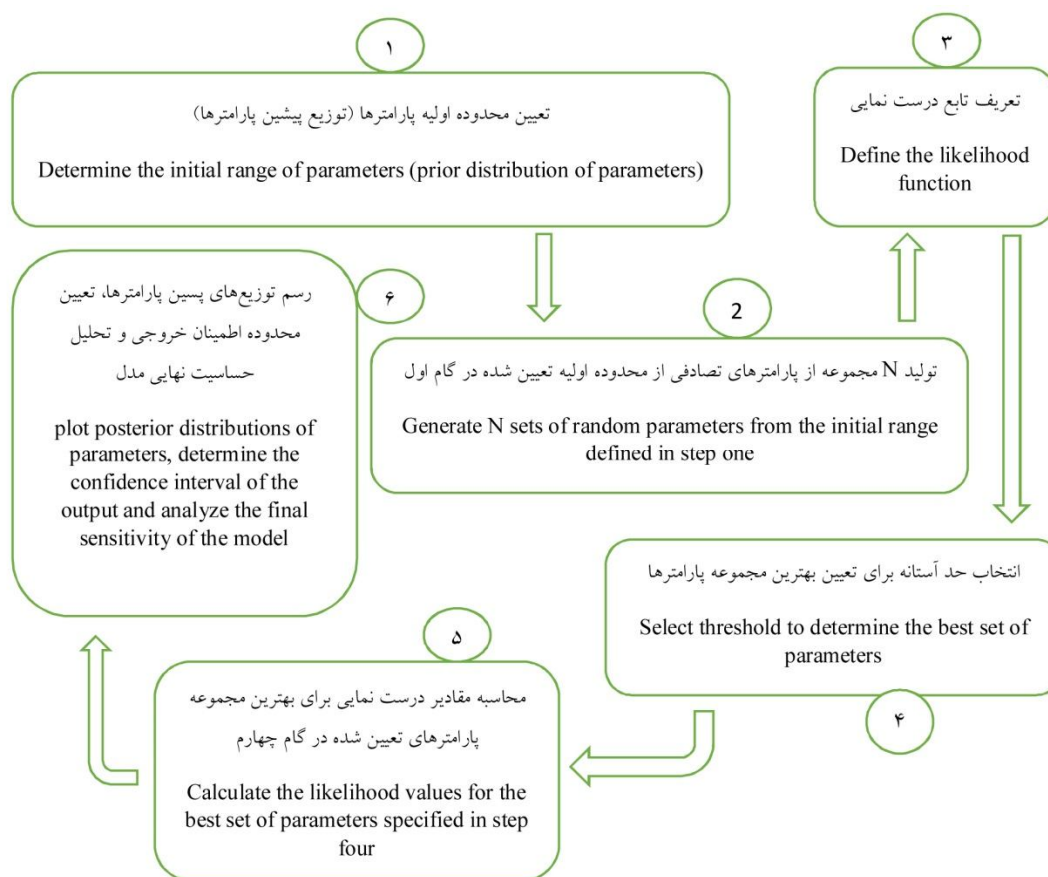 ۱
تعیین محدوده اولیه پارامترها (توزیع پیشین پارامترها)
Determine the initial range of parameters (prior distribution of parameters)
2
تولید N مجموعه از پارامترهای تصادفی از محدوده اولیه تعیین شده در گام اول
Generate N sets of random parameters from the initial range
defined in step one
۳
تعریف تابع درست نمایی
Define the likelihood
function
انتخاب حد آستانه برای تعیین بهترین مجموعه پارامترها
Select threshold to determine the best set of
parameters
۴
۵
محاسبه مقادیر درست نمایی برای بهترین مجموعه
پارامترهای تعیین شده در گام چهارم
Calculate the likelihood values for the
best set of parameters specified in step
four
۶
رسم توزیع‌های پسین پارامترها، تعیین
محدوده اطمینان خروجی و تحلیل
حساسیت نهایی مدل
plot posterior distributions of
parameters, determine the
confidence interval of the
output and analyze the final
sensitivity of the model